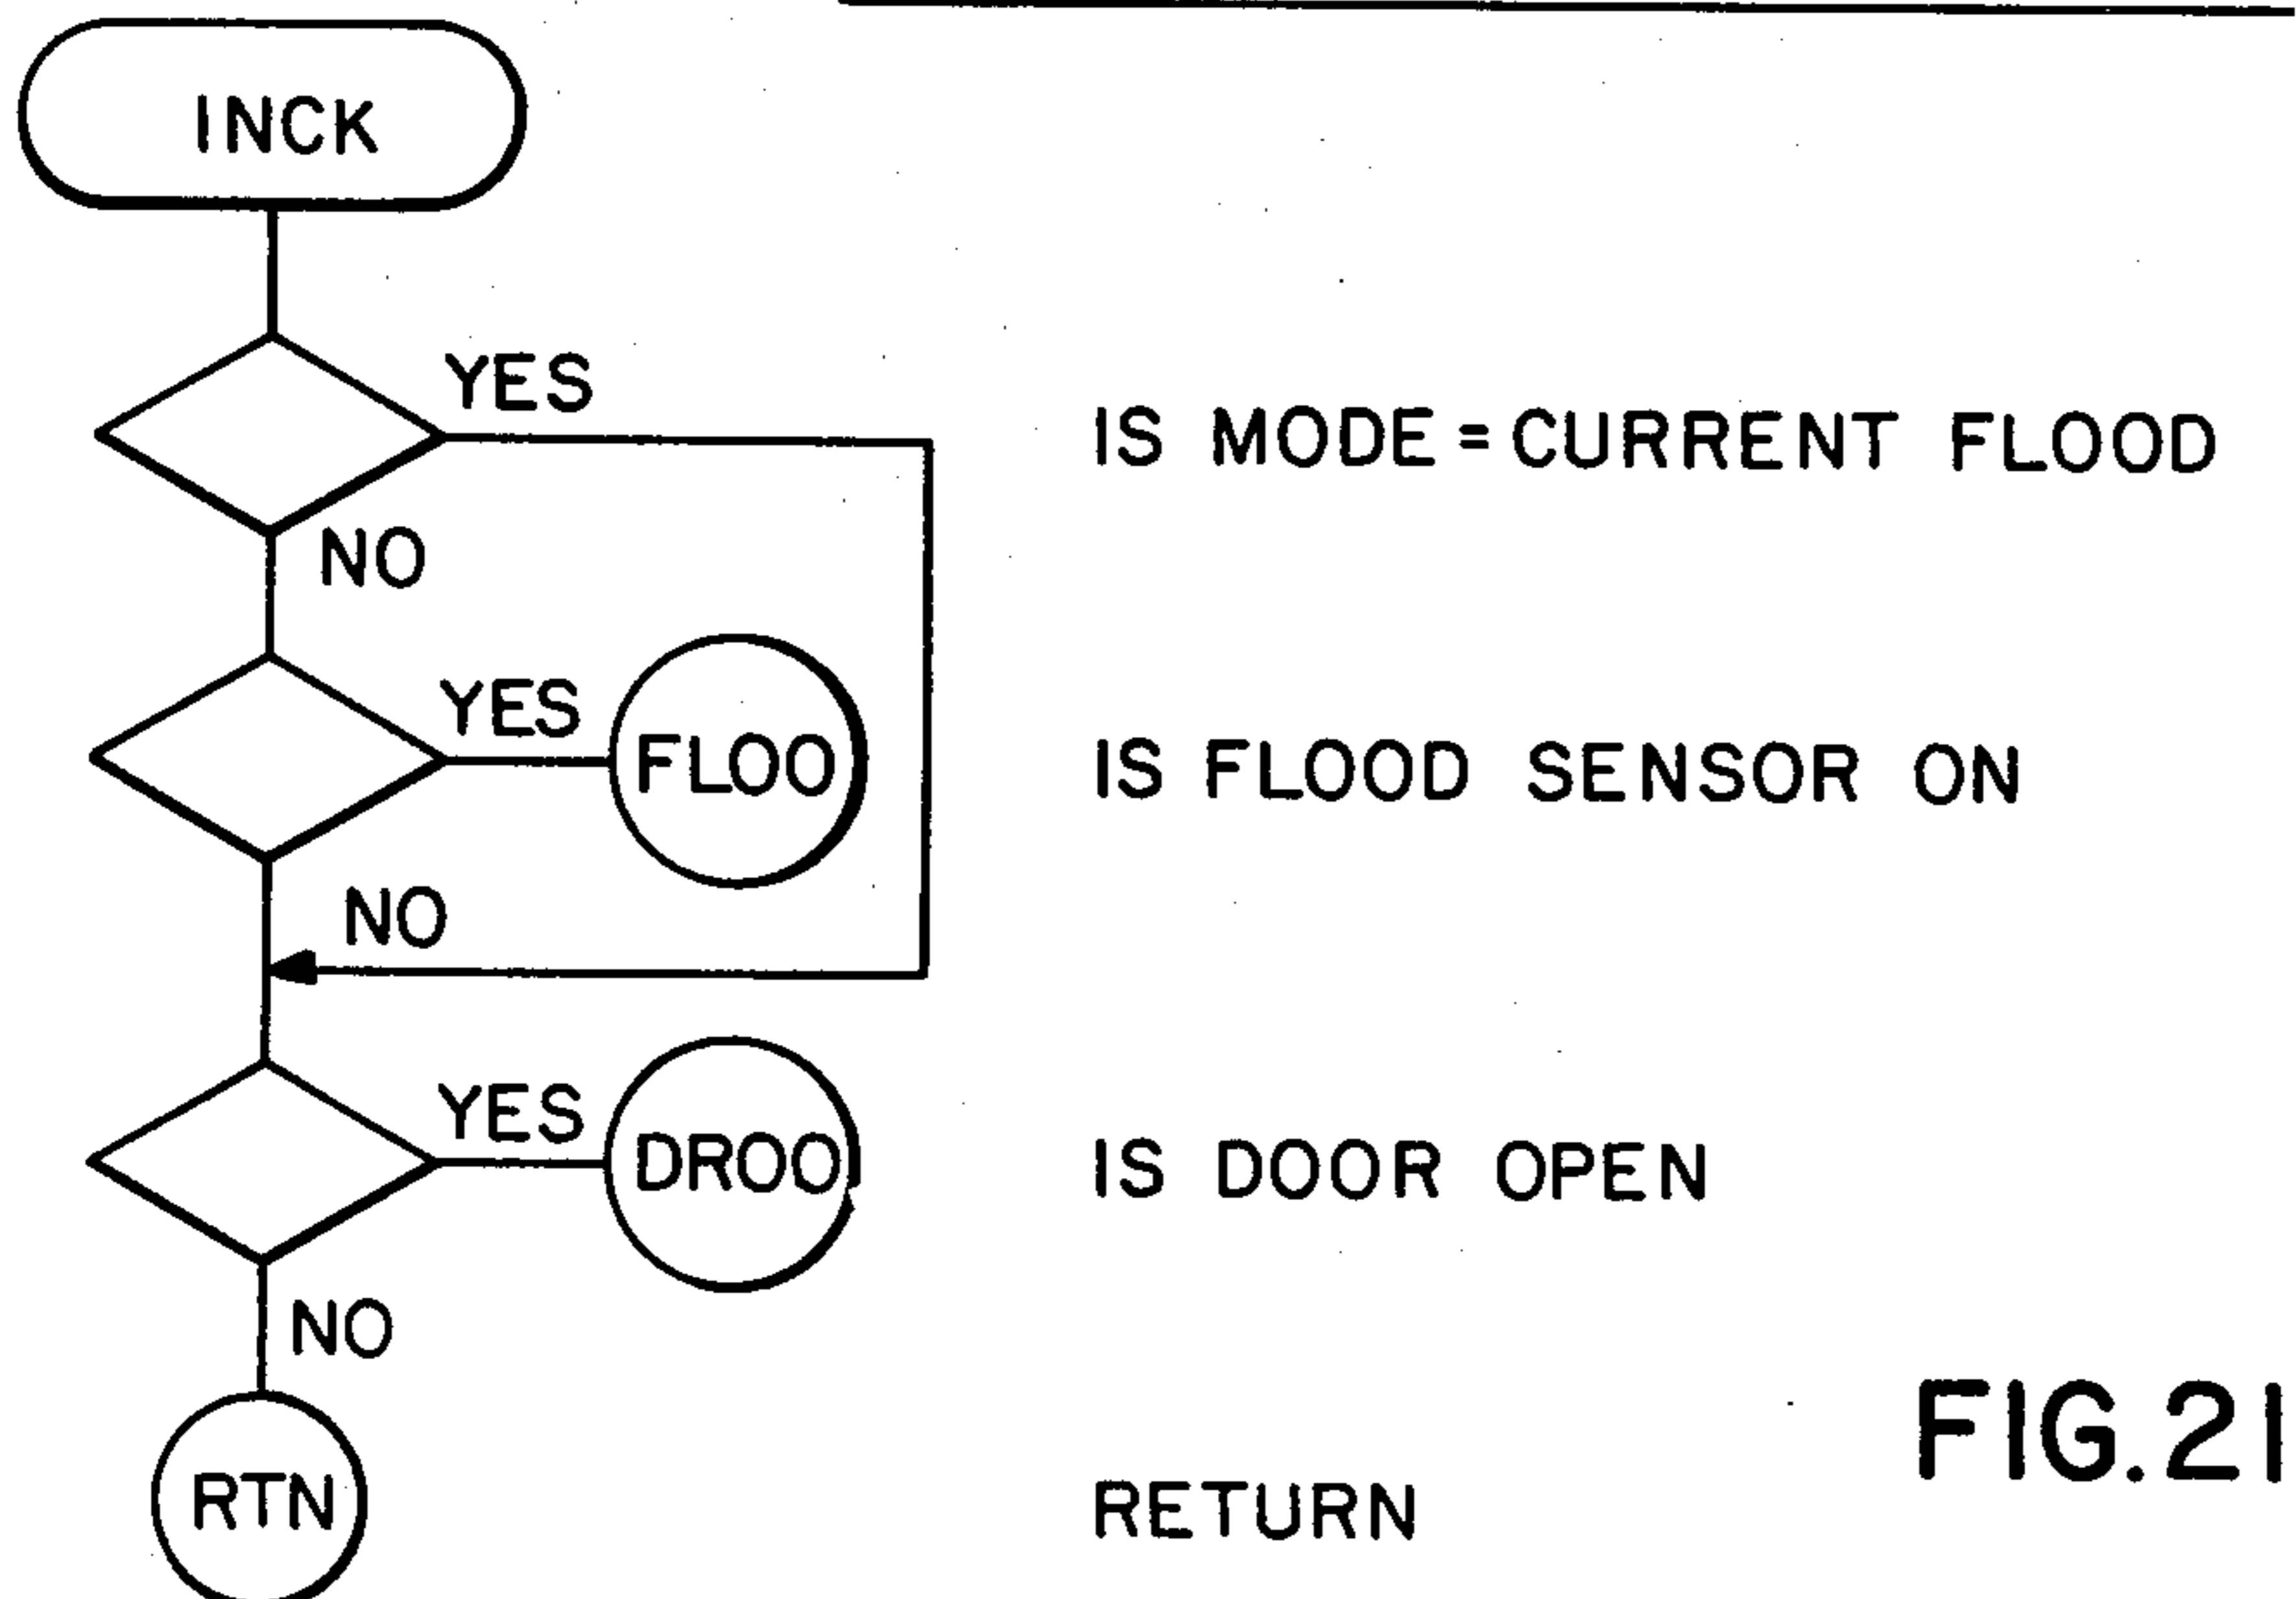 INCK
YES
IS MODE=CURRENT FLOOD
NO
YES
FLOO
IS FLOOD SENSOR ON
NO
YES
DROO
IS DOOR OPEN
NO
FIG.21
RTN
RETURN